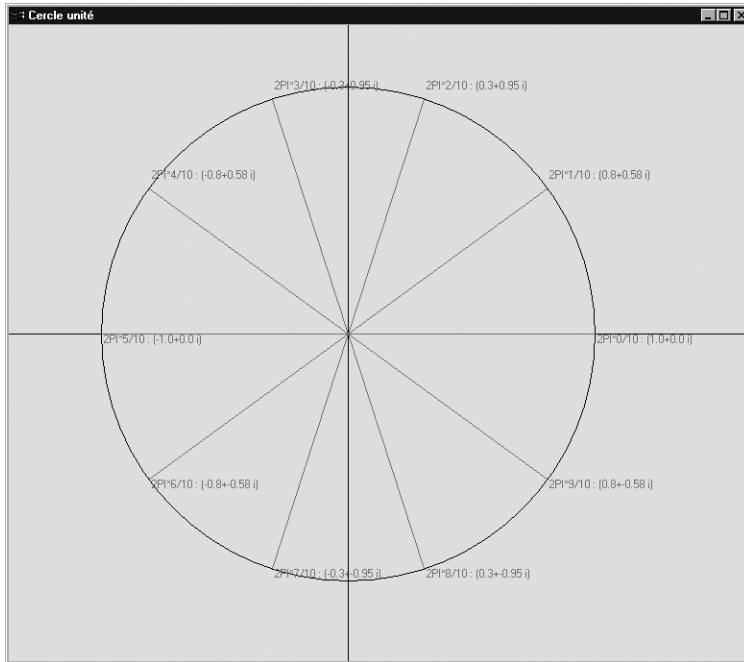 Cercle unité
2PI*3/10 : (-0.3+0.95 i)
2PI*2/10 : (0.3+0.95 i)
2PI*4/10 : (-0.8+0.58 i)
2PI*1/10 : (0.8+0.58 i)
2PI*5/10 : (-1.0+0.0 i)
2PI*0/10 : (1.0+0.0 i)
2PI*6/10 : (-0.8+-0.58 i)
2PI*9/10 : (0.8+-0.58 i)
2PI*7/10 : (-0.3+-0.95 i)
2PI*8/10 : (0.3+-0.95 i)